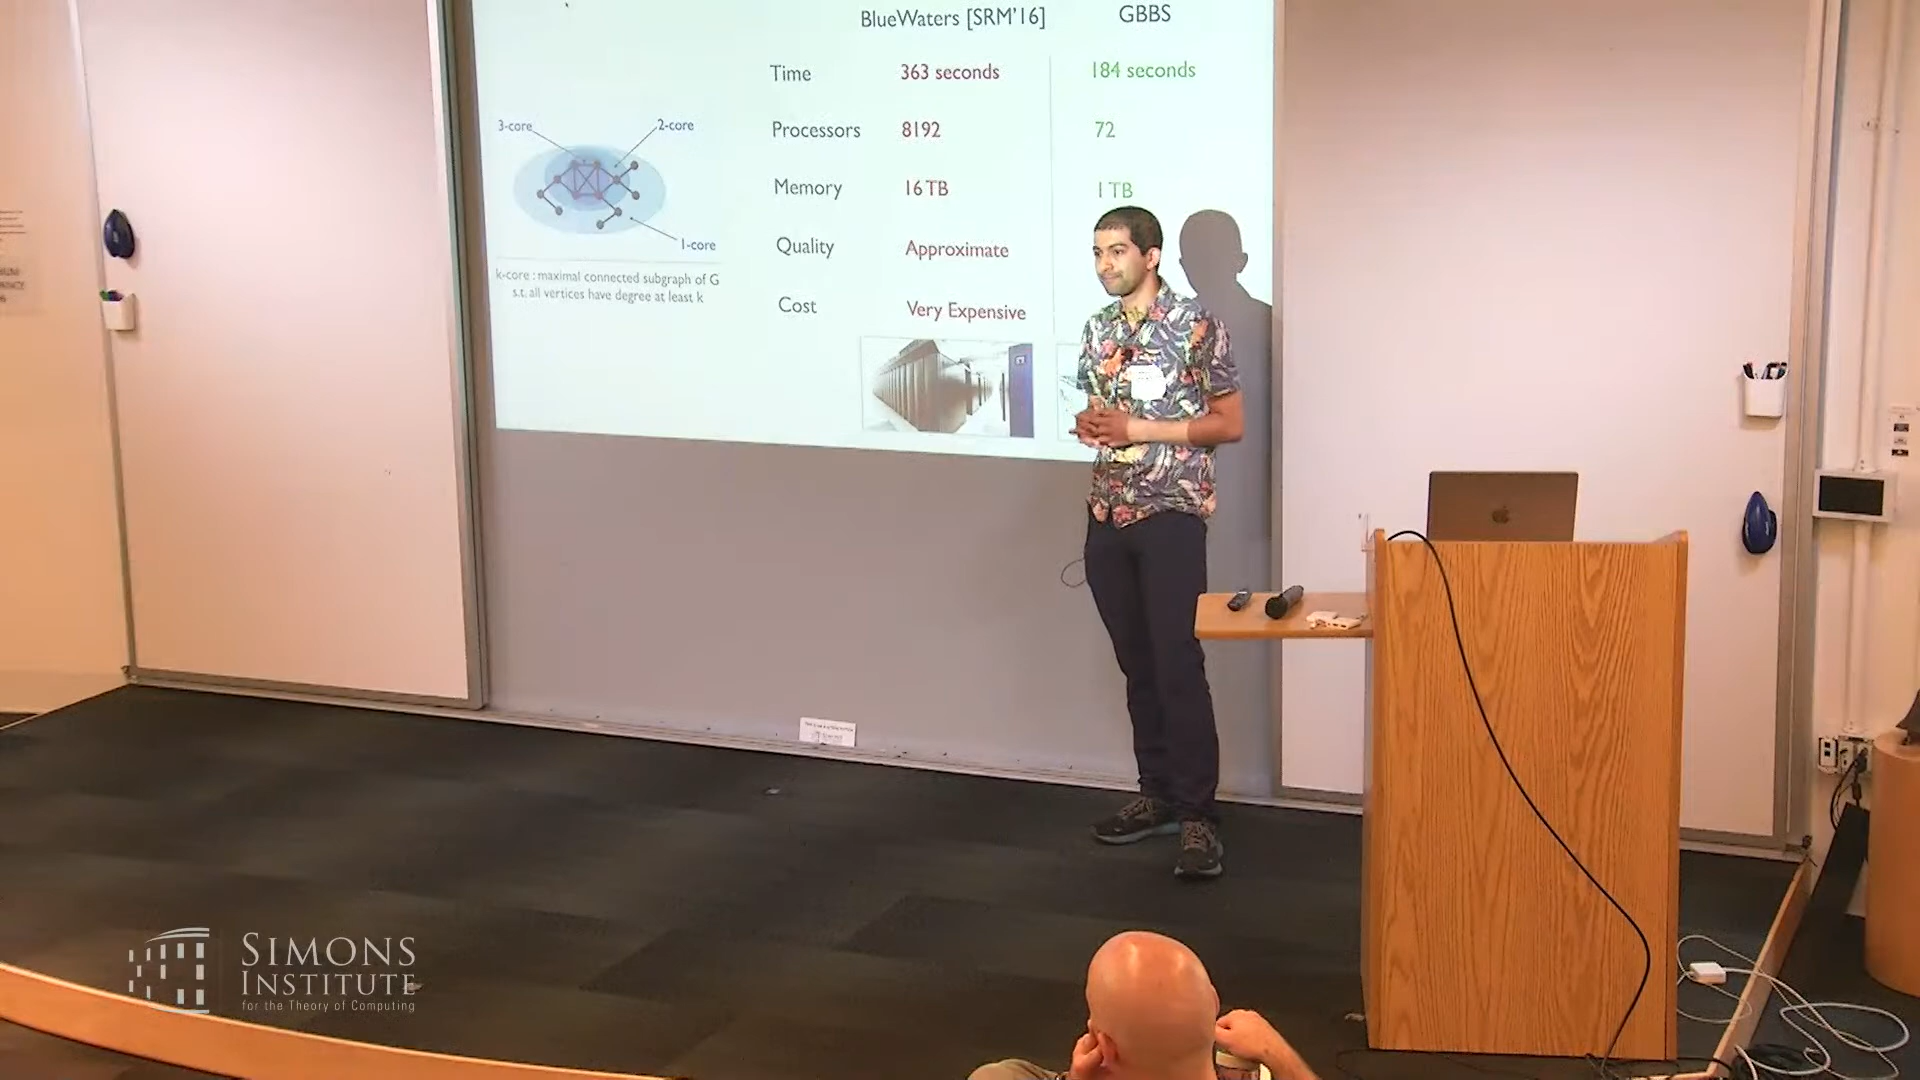 BlueWaters [SRM'16] GBBS
Time 363 seconds 184 seconds
Processors 8192 72
Memory 16 TB 1 TB
Quality Approximate
Cost Very Expensive
3-core
2-core
1-core
k-core : maximal connected subgraph of G
s.t. all vertices have degree at least k
SIMONS
INSTITUTE
for the Theory of Computing